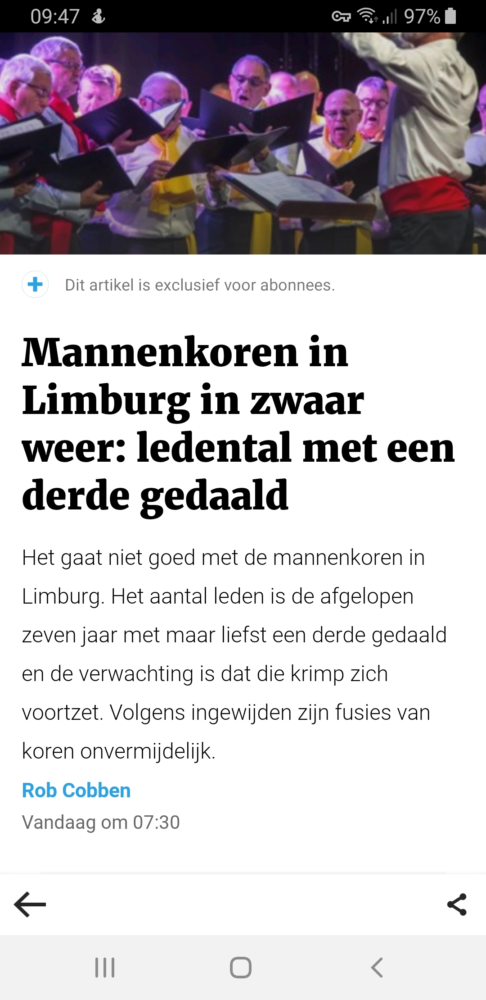 09:47 97%
Dit artikel is exclusief voor abonnees.
Mannenkoren in
Limburg in zwaar
weer: ledental met een
derde gedaald
Het gaat niet goed met de mannenkoren in
Limburg. Het aantal leden is de afgelopen
zeven jaar met maar liefst een derde gedaald
en de verwachting is dat die krimp zich
voortzet. Volgens ingewijden zijn fusies van
koren onvermijdelijk.
Rob Cobben
Vandaag om 07:30